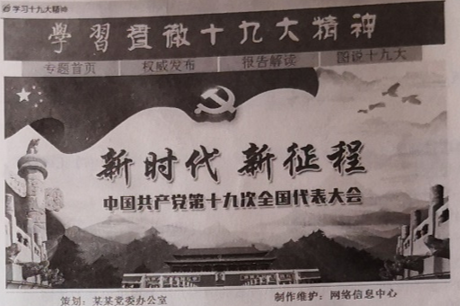 学习十九大精神
學習貫徹十九大精神
专题首页 权威发布 报告解读 图说十九大
新时代 新征程
中国共产党第十九次全国代表大会
策划：某某党委办公室 制作维护：网络信息中心